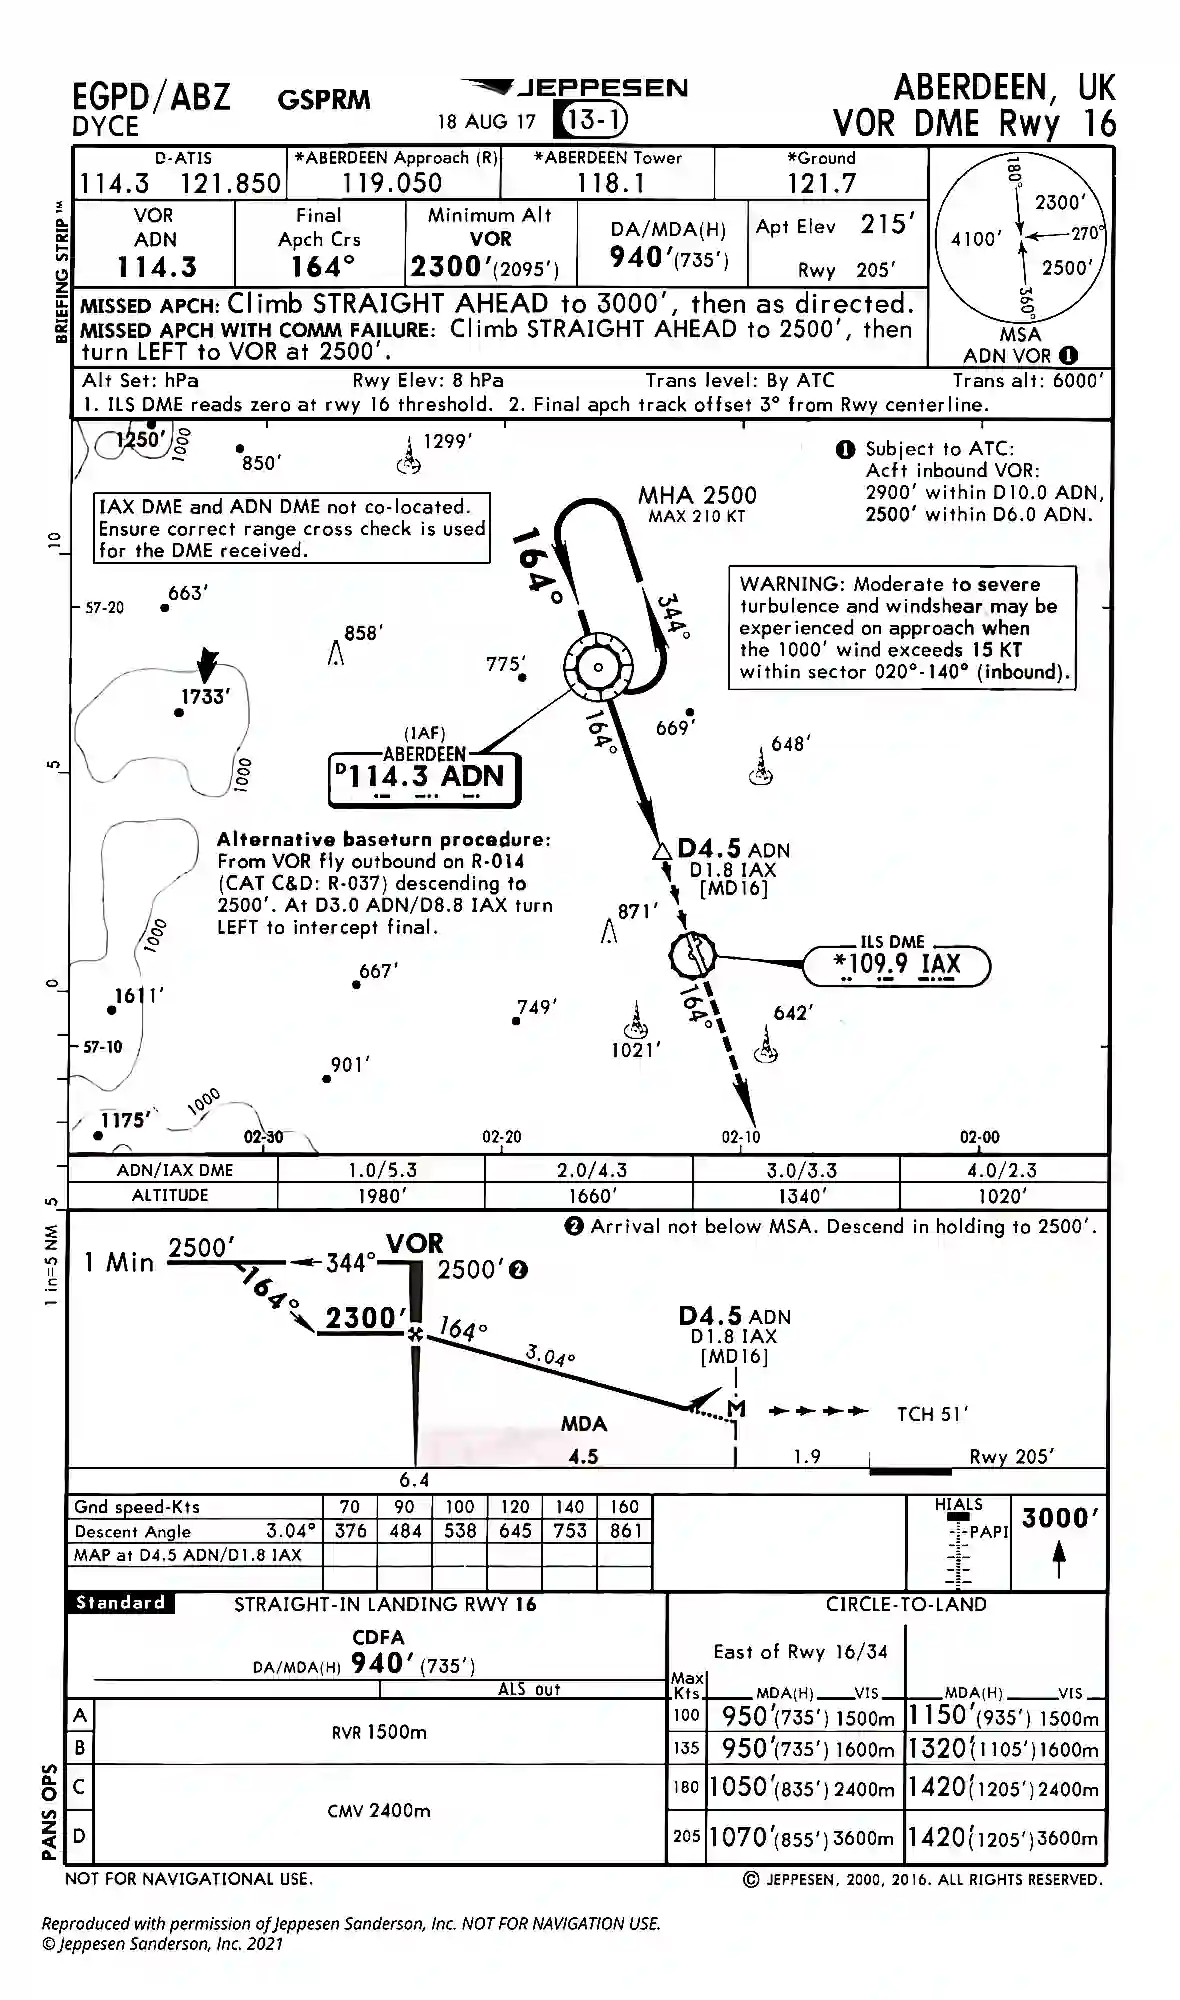 EGPD/ABZ GSPRM JEPPESEN ABERDEEN, UK
DYCE 18 AUG 17 13-1 VOR DME Rwy 16
BRIEFING STRIP™
D-ATIS *ABERDEEN Approach (R) *ABERDEEN Tower *Ground
114.3 121.850 119.050 118.1 121.7
VOR ADN 114.3
Final Apch Crs 164°
Minimum Alt VOR 2300'(2095')
DA/MDA(H) 940'(735')
Apt Elev 215'
Rwy 205'
180° 2300' 270° 2500' 360° 4100'
MSA
ADN VOR ❶
MISSED APCH: Climb STRAIGHT AHEAD to 3000', then as directed.
MISSED APCH WITH COMM FAILURE: Climb STRAIGHT AHEAD to 2500', then
turn LEFT to VOR at 2500'.
Alt Set: hPa Rwy Elev: 8 hPa Trans level: By ATC Trans alt: 6000'
1. ILS DME reads zero at rwy 16 threshold. 2. Final apch track offset 3° from Rwy centerline.
1250' 1000 850' 1299'
❶ Subject to ATC:
Acft inbound VOR:
2900' within D10.0 ADN,
2500' within D6.0 ADN.
IAX DME and ADN DME not co-located.
Ensure correct range cross check is used
for the DME received.
MHA 2500
MAX 210 KT
164°
344°
10
57-20 663'
858'
775'
WARNING: Moderate to severe
turbulence and windshear may be
experienced on approach when
the 1000' wind exceeds 15 KT
within sector 020°-140° (inbound).
1733'
1000
164°
669'
648'
5
(IAF)
ABERDEEN
D114.3 ADN
Alternative baseturn procedure:
From VOR fly outbound on R-014
(CAT C&D: R-037) descending to
2500'. At D3.0 ADN/D8.8 IAX turn
LEFT to intercept final.
D4.5 ADN
D1.8 IAX
[MD16]
871'
1000
ILS DME
*109.9 IAX
667'
0
1611'
749'
164°
642'
1021'
57-10
901'
1000
1175'
02-30 02-20 02-10 02-00
5
1 in=5 NM
ADN/IAX DME 1.0/5.3 2.0/4.3 3.0/3.3 4.0/2.3
ALTITUDE 1980' 1660' 1340' 1020'
❷ Arrival not below MSA. Descend in holding to 2500'.
1 Min 2500' 344° VOR 2500' ❷
164° 2300' 164° 3.04°
D4.5 ADN
D1.8 IAX
[MD16]
M
TCH 51'
MDA
4.5 1.9 Rwy 205'
6.4
Gnd speed-Kts 70 90 100 120 140 160
Descent Angle 3.04° 376 484 538 645 753 861
MAP at D4.5 ADN/D1.8 IAX
HIALS
PAPI
3000'
Standard STRAIGHT-IN LANDING RWY 16 CIRCLE-TO-LAND
CDFA
DA/MDA(H) 940' (735')
ALS out
East of Rwy 16/34
Max Kts MDA(H) VIS MDA(H) VIS
A 100 950'(735') 1500m 1150'(935') 1500m
RVR 1500m
B 135 950'(735') 1600m 1320'(1105') 1600m
C 180 1050'(835') 2400m 1420'(1205') 2400m
CMV 2400m
D 205 1070'(855') 3600m 1420'(1205') 3600m
PANS OPS
NOT FOR NAVIGATIONAL USE. © JEPPESEN, 2000, 2016. ALL RIGHTS RESERVED.
Reproduced with permission of Jeppesen Sanderson, Inc. NOT FOR NAVIGATION USE.
© Jeppesen Sanderson, Inc. 2021